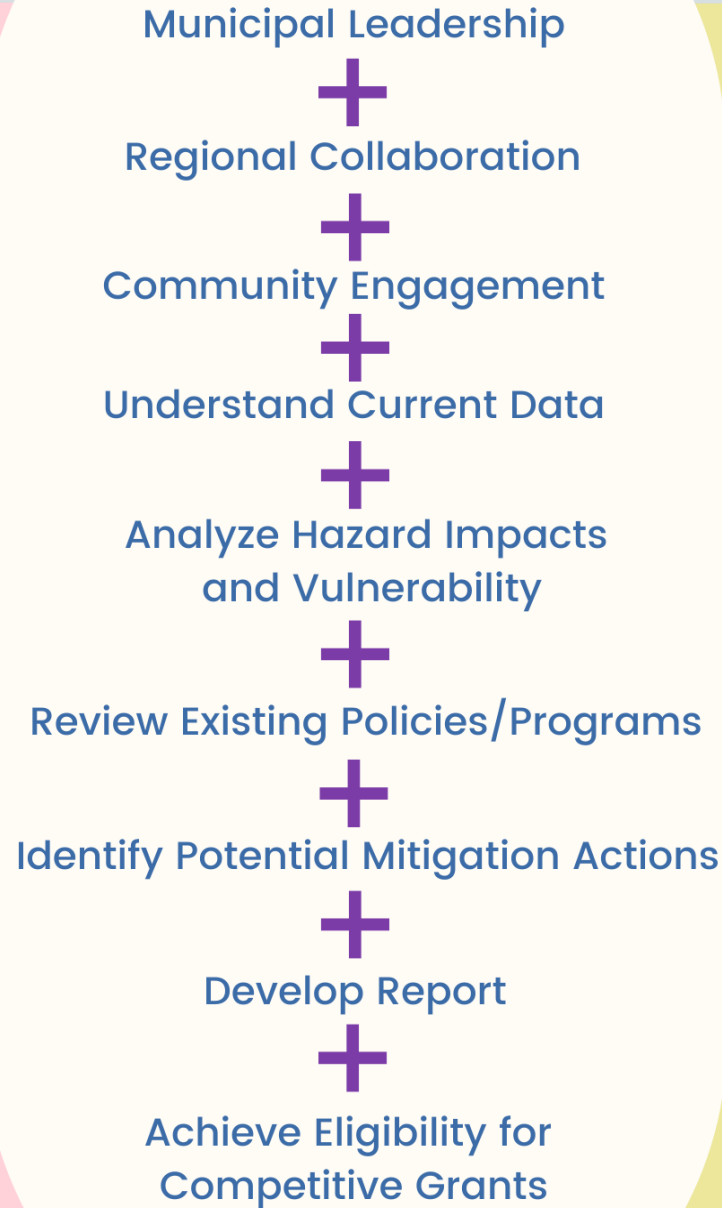 Municipal Leadership
+
Regional Collaboration
+
Community Engagement
+
Understand Current Data
+
Analyze Hazard Impacts
and Vulnerability
+
Review Existing Policies/Programs
+
Identify Potential Mitigation Actions
+
Develop Report
+
Achieve Eligibility for
Competitive Grants